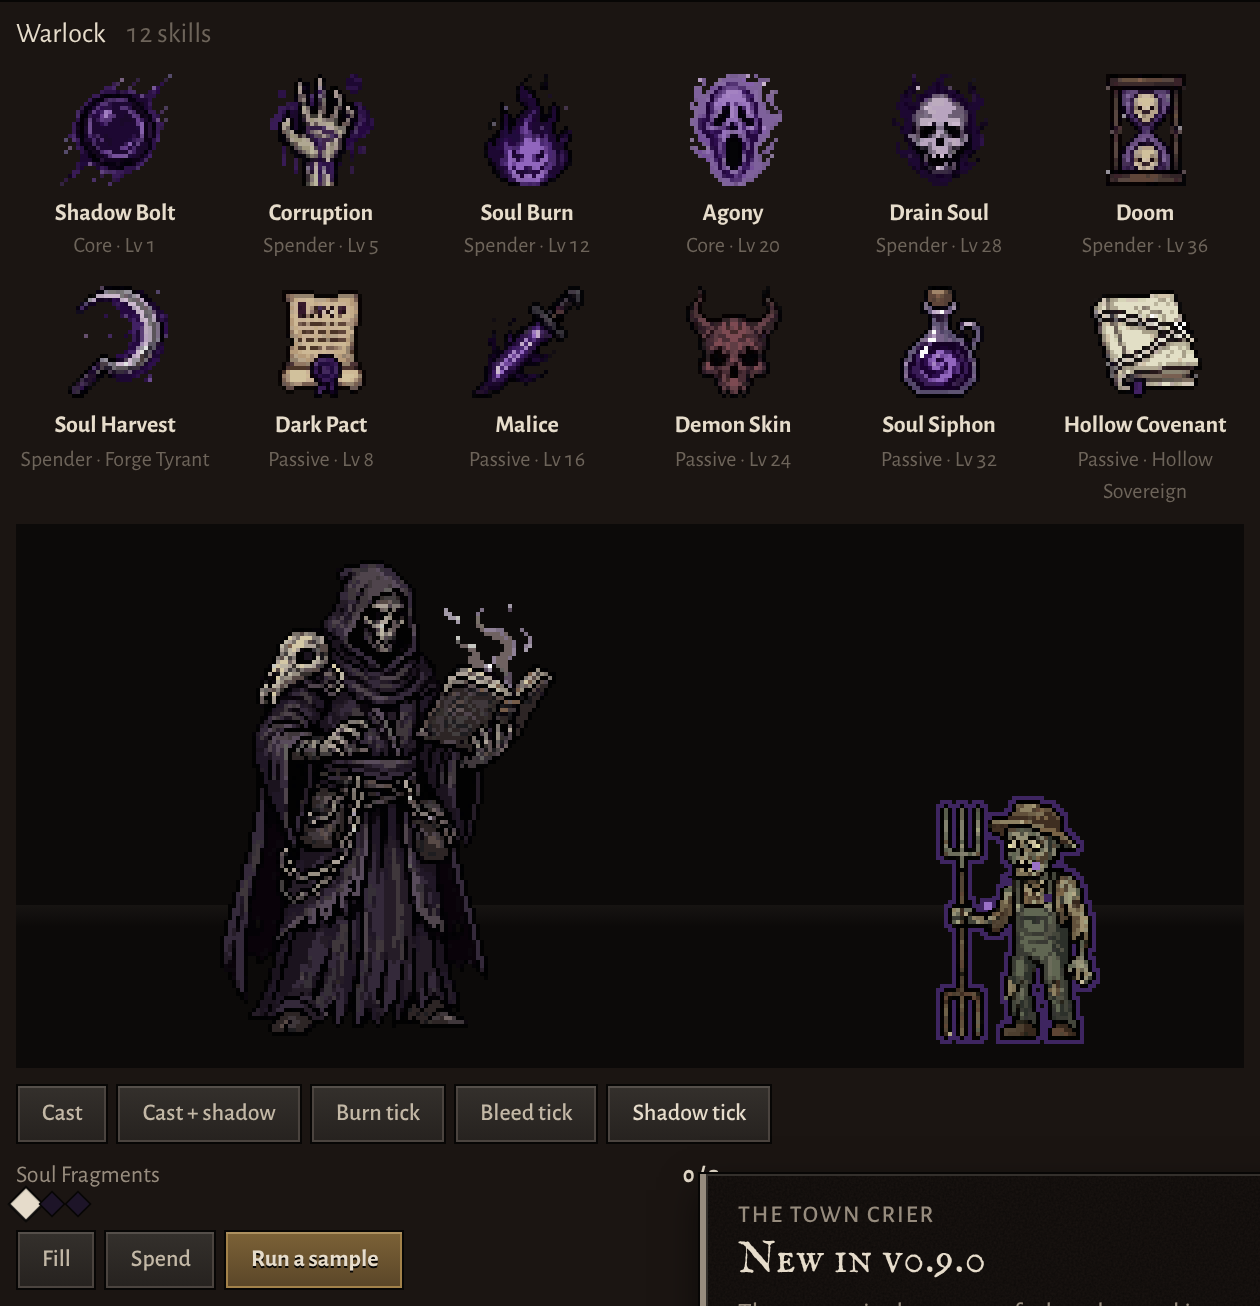 Warlock 12 skills
Shadow Bolt
Core · Lv 1
Corruption
Spender · Lv 5
Soul Burn
Spender · Lv 12
Agony
Core · Lv 20
Drain Soul
Spender · Lv 28
Doom
Spender · Lv 36
Soul Harvest
Spender · Forge Tyrant
Dark Pact
Passive · Lv 8
Malice
Passive · Lv 16
Demon Skin
Passive · Lv 24
Soul Siphon
Passive · Lv 32
Hollow Covenant
Passive · Hollow
Sovereign
Cast
Cast + shadow
Burn tick
Bleed tick
Shadow tick
Soul Fragments
Fill
Spend
Run a sample
THE TOWN CRIER
New in v0.9.0